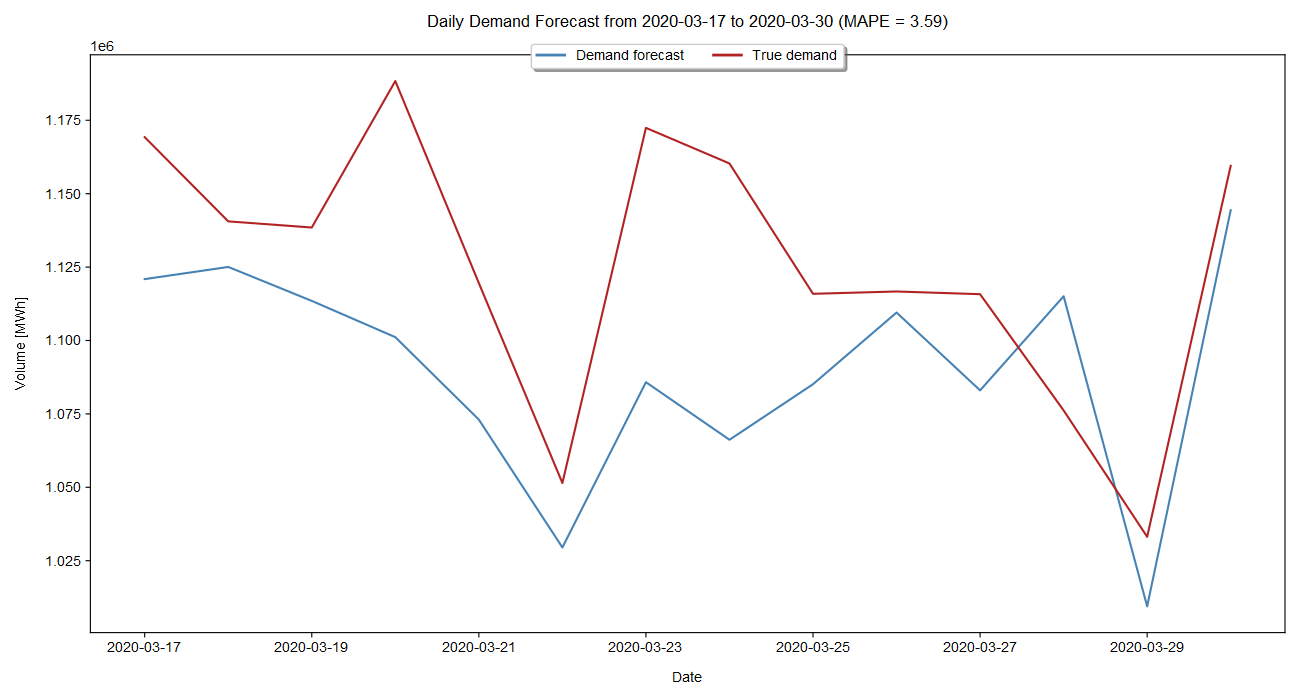 Daily Demand Forecast from 2020-03-17 to 2020-03-30 (MAPE = 3.59)
1e6
Demand forecast
True demand
1.175
1.150
1.125
1.100
1.075
1.050
1.025
Volume [MWh]
2020-03-17
2020-03-19
2020-03-21
2020-03-23
2020-03-25
2020-03-27
2020-03-29
Date